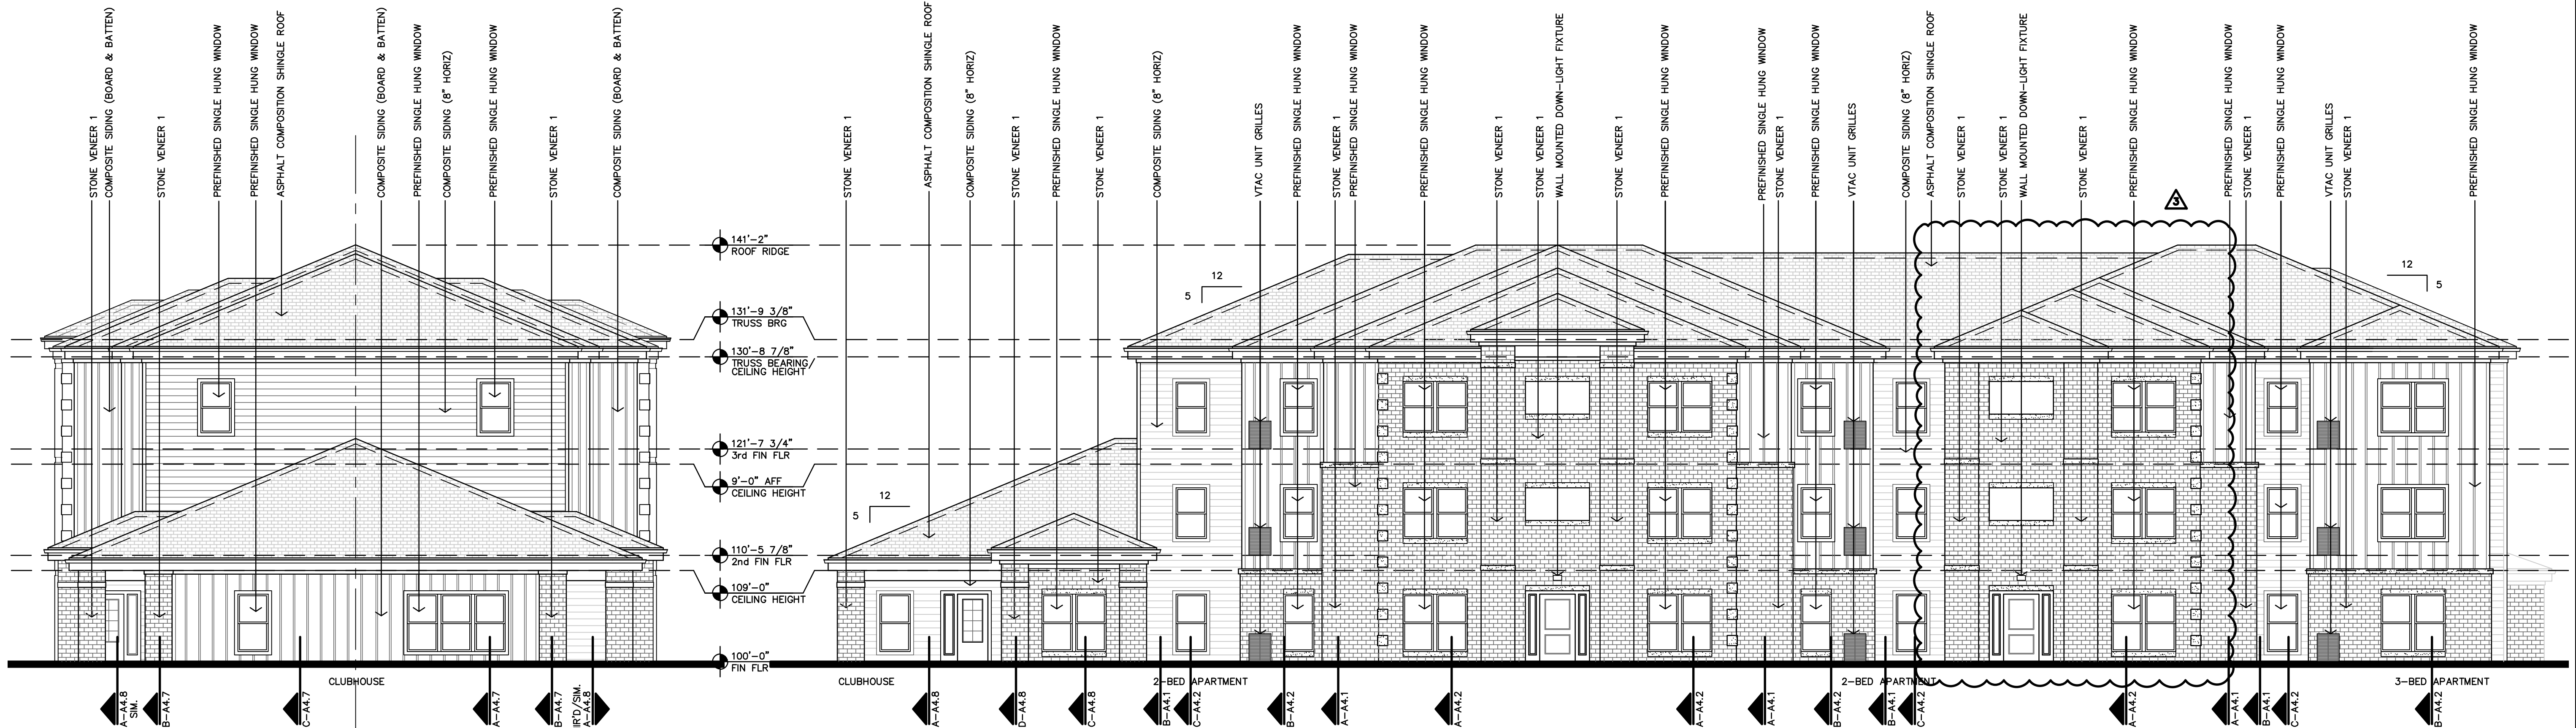 STONE VENEER 1
COMPOSITE SIDING (BOARD & BATTEN)
STONE VENEER 1
PREFINISHED SINGLE HUNG WINDOW
PREFINISHED SINGLE HUNG WINDOW
ASPHALT COMPOSITION SHINGLE ROOF
COMPOSITE SIDING (BOARD & BATTEN)
PREFINISHED SINGLE HUNG WINDOW
COMPOSITE SIDING (8" HORIZ)
PREFINISHED SINGLE HUNG WINDOW
STONE VENEER 1
COMPOSITE SIDING (BOARD & BATTEN)
STONE VENEER 1
ASPHALT COMPOSITION SHINGLE ROOF
COMPOSITE SIDING (8" HORIZ)
STONE VENEER 1
PREFINISHED SINGLE HUNG WINDOW
STONE VENEER 1
COMPOSITE SIDING (8" HORIZ)
VTAC UNIT GRILLES
PREFINISHED SINGLE HUNG WINDOW
STONE VENEER 1
PREFINISHED SINGLE HUNG WINDOW
PREFINISHED SINGLE HUNG WINDOW
STONE VENEER 1
STONE VENEER 1
WALL MOUNTED DOWN-LIGHT FIXTURE
STONE VENEER 1
PREFINISHED SINGLE HUNG WINDOW
PREFINISHED SINGLE HUNG WINDOW
STONE VENEER 1
PREFINISHED SINGLE HUNG WINDOW
VTAC UNIT GRILLES
COMPOSITE SIDING (8" HORIZ)
ASPHALT COMPOSITION SHINGLE ROOF
STONE VENEER 1
STONE VENEER 1
WALL MOUNTED DOWN-LIGHT FIXTURE
STONE VENEER 1
PREFINISHED SINGLE HUNG WINDOW
PREFINISHED SINGLE HUNG WINDOW
STONE VENEER 1
PREFINISHED SINGLE HUNG WINDOW
VTAC UNIT GRILLES
STONE VENEER 1
PREFINISHED SINGLE HUNG WINDOW
3
141'-2"
ROOF RIDGE
131'-9 3/8"
TRUSS BRG
130'-8 7/8"
TRUSS BEARING/
CEILING HEIGHT
121'-7 3/4"
3rd FIN FLR
9'-0" AFF
CEILING HEIGHT
110'-5 7/8"
2nd FIN FLR
109'-0"
CEILING HEIGHT
100'-0"
FIN FLR
12
5
12
5
12
5
CLUBHOUSE
CLUBHOUSE
2-BED APARTMENT
2-BED APARTMENT
3-BED APARTMENT
A-A4.8
SIM.
B-A4.7
C-A4.7
A-A4.7
B-A4.7
IR'D/SIM.
A-A4.8
A-A4.8
D-A4.8
C-A4.8
B-A4.1
C-A4.2
B-A4.2
A-A4.1
A-A4.2
A-A4.2
A-A4.1
B-A4.2
B-A4.1
C-A4.2
A-A4.2
A-A4.1
B-A4.1
C-A4.2
B-A4.2